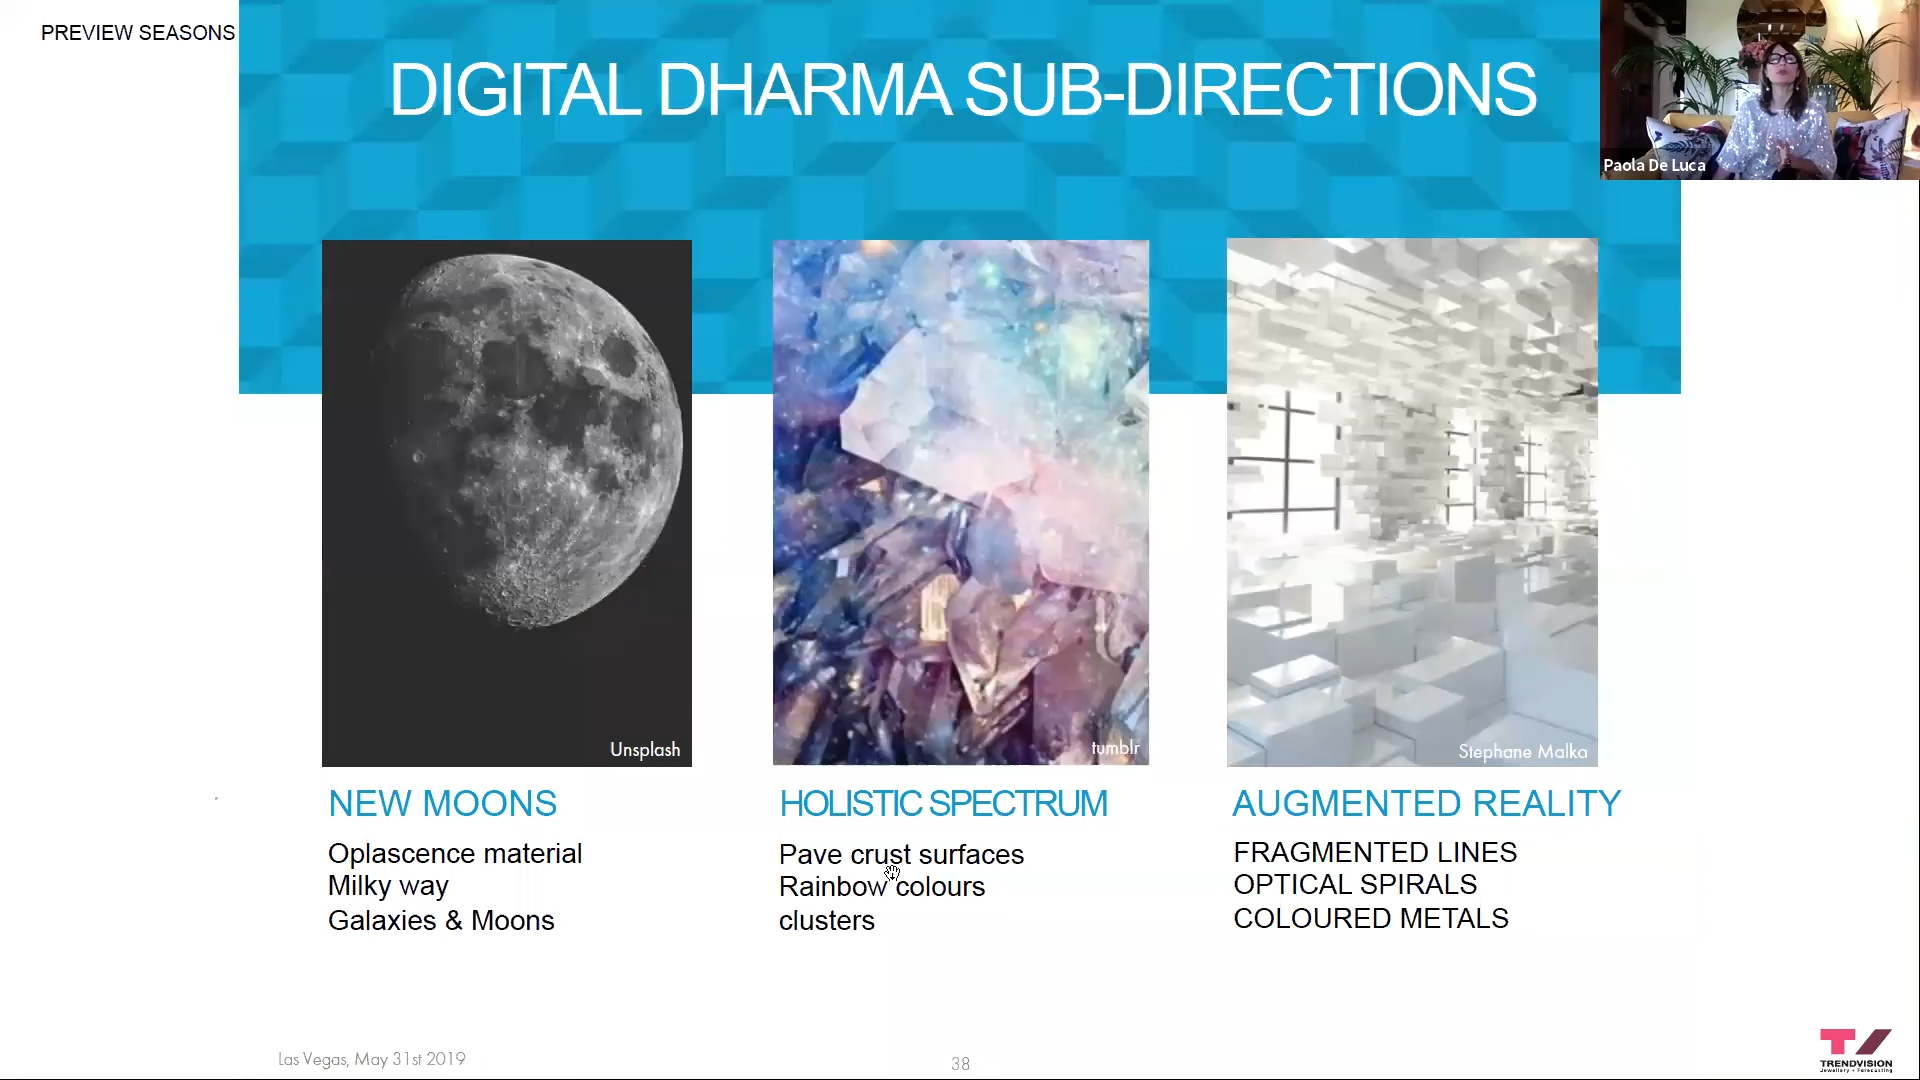 PREVIEW SEASONS
DIGITAL DHARMA SUB-DIRECTIONS
Paola De Luca
Unsplash
tumblr
Stephane Malka
NEW MOONS
Oplascence material
Milky way
Galaxies & Moons
HOLISTIC SPECTRUM
Pave crust surfaces
Rainbow colours
clusters
AUGMENTED REALITY
FRAGMENTED LINES
OPTICAL SPIRALS
COLOURED METALS
Las Vegas, May 31st 2019
38
TRENDVISION
Jewellery + Forecasting